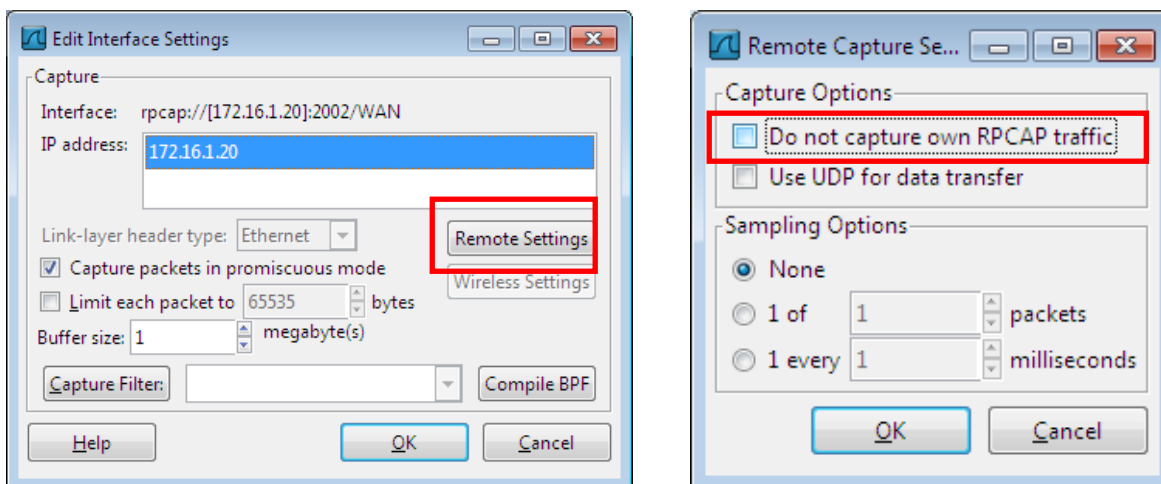 Edit Interface Settings
Capture
Interface: rpcap://[172.16.1.20]:2002/WAN
IP address: 172.16.1.20
Link-layer header type: Ethernet
Remote Settings
Capture packets in promiscuous mode
Wireless Settings
Limit each packet to 65535 bytes
Buffer size: 1 megabyte(s)
Capture Filter: Compile BPF
Help OK Cancel
Remote Capture Se...
Capture Options
Do not capture own RPCAP traffic
Use UDP for data transfer
Sampling Options
None
1 of 1 packets
1 every 1 milliseconds
OK Cancel